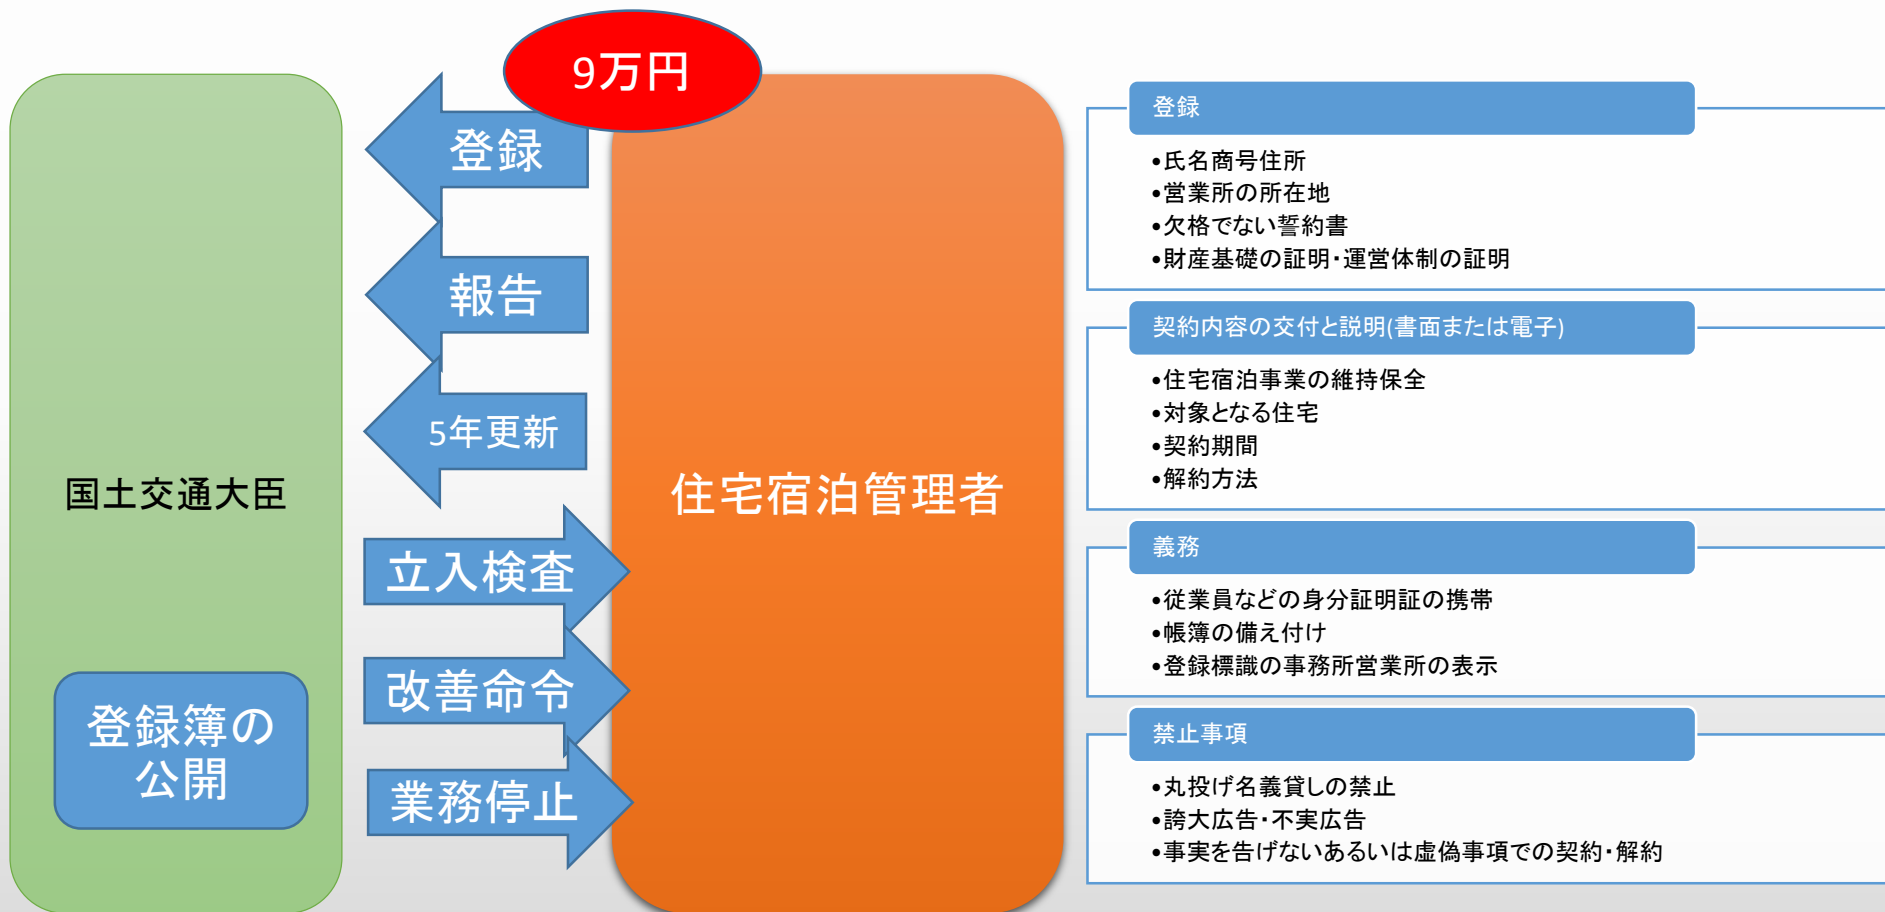 9万円
登録
報告
5年更新
国土交通大臣
立入検査
改善命令
業務停止
登録簿の
公開
住宅宿泊管理者
登録
•氏名商号住所
•営業所の所在地
•欠格でない誓約書
•財産基礎の証明・運営体制の証明
契約内容の交付と説明(書面または電子)
•住宅宿泊事業の維持保全
•対象となる住宅
•契約期間
•解約方法
義務
•従業員などの身分証明証の携帯
•帳簿の備え付け
•登録標識の事務所営業所の表示
禁止事項
•丸投げ名義貸しの禁止
•誇大広告・不実広告
•事実を告げないあるいは虚偽事項での契約・解約